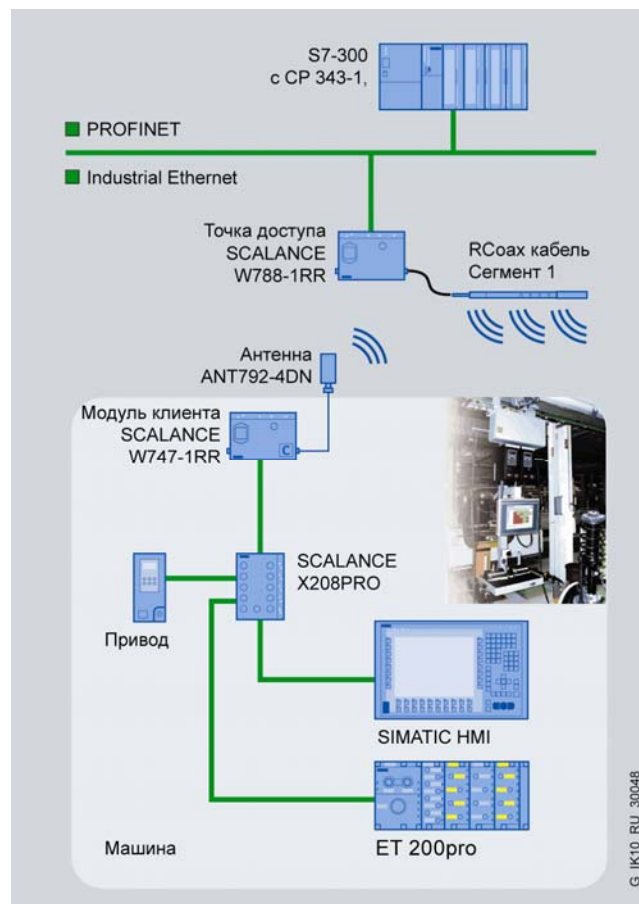 S7-300
с CP 343-1,
PROFINET
Industrial Ethernet
Точка доступа
SCALANCE
W788-1RR
RCoax кабель
Сегмент 1
Антенна
ANT792-4DN
Модуль клиента
SCALANCE
W747-1RR
C
SCALANCE
X208PRO
Привод
SIMATIC HMI
ET 200pro
Машина
G_IK10_RU_30048